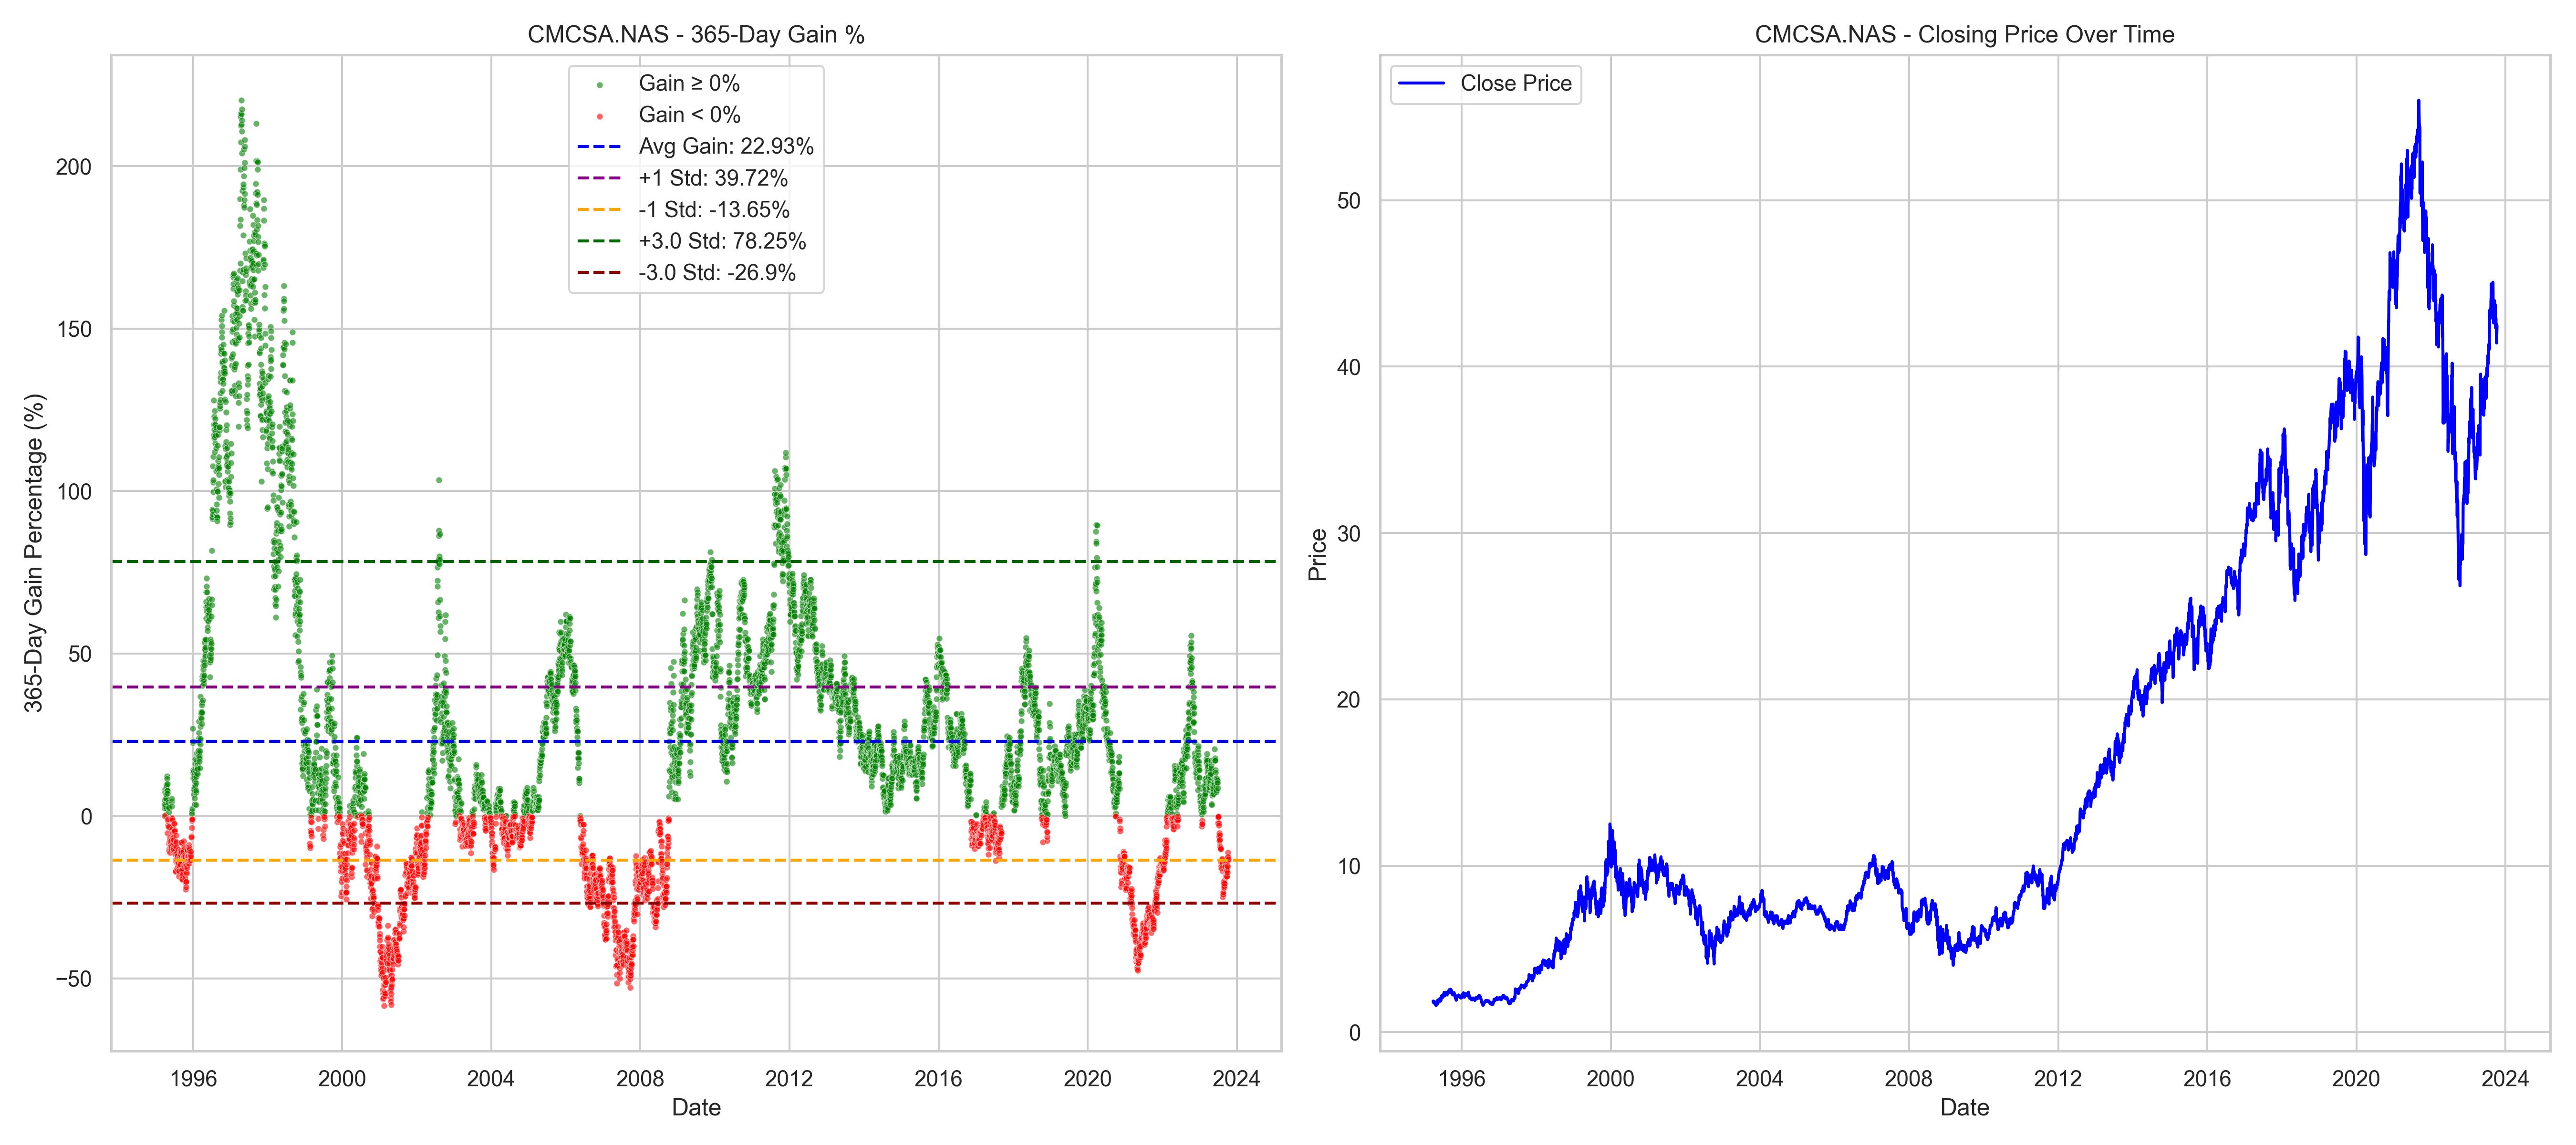 CMCSA.NAS - 365-Day Gain %
Gain ≥ 0%
Gain < 0%
Avg Gain: 22.93%
+1 Std: 39.72%
-1 Std: -13.65%
+3.0 Std: 78.25%
-3.0 Std: -26.9%
365-Day Gain Percentage (%)
200
150
100
50
0
−50
1996 2000 2004 2008 2012 2016 2020 2024
Date
CMCSA.NAS - Closing Price Over Time
Close Price
Price
50
40
30
20
10
0
1996 2000 2004 2008 2012 2016 2020 2024
Date